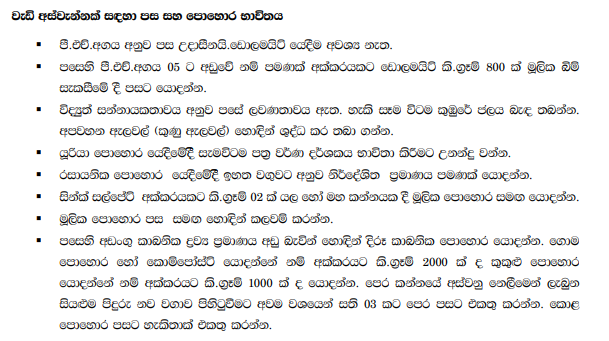 වැඩි අස්වැන්නක් සඳහා පස සහ පොහොර භාවිතය
▪ පී.එච්.අගය අනුව පස උදාසීනයි.ඩොලමයිට් යෙදීම අවශ්‍ය නැත.
▪ පසෙහි පී.එච්.අගය 05 ට අඩුවේ නම් පමණක් අක්කරයකට ඩොලමයිට් කි.ග්‍රෑම් 800 ක් මූලික බිම්
සැකසීමේ දී පසට යොදන්න.
▪ විද්‍යුත් සන්නායකතාවය අනුව පසේ ලවණතාවය ඇත. හැකි සෑම විටම කුඹුරේ ජලය බැඳ තබන්න.
අපවහන ඇලවල් (කුණු ඇලවල්) හොඳින් ශුද්ධ කර තබා ගන්න.
▪ යූරියා පොහොර යෙදීමේදී සැමවිටම පත්‍ර වර්ණ දර්ශකය භාවිතා කිරීමට උනන්දු වන්න.
▪ රසායනික පොහොර යෙදීමේදී ඉහත වගුවට අනුව නිර්දේශිත ප්‍රමාණය පමණක් යොදන්න.
▪ සින්ක් සල්පේට් අක්කරයකට කි.ග්‍රෑම් 02 ක් යල හෝ මහ කන්නයක දී මූලික පොහොර සමඟ යොදන්න.
▪ මූලික පොහොර පස සමඟ හොඳින් කලවම් කරන්න.
▪ පසෙහි අඩංගු කාබනික ද්‍රව්‍ය ප්‍රමාණය අඩු බැවින් හොඳින් දිරූ කාබනික පොහොර යොදන්න. ගොම
පොහොර හෝ කොම්පෝස්ට් යොදන්නේ නම් අක්කරයකට කි.ග්‍රෑම් 2000 ක් ද කුකුළු පොහොර
යොදන්නේ නම් අක්කරයකට කි.ග්‍රෑම් 1000 ක් ද යොදන්න. පෙර කන්නයේ අස්වනු නෙලීමෙන් ලැබුන
සියළුම පිදුරු නව වගාව පිහිටුවීමට අවම වශයෙන් සති 03 කට පෙර පසට එකතු කරන්න. කොළ
පොහොර පසට හැකිතාක් එකතු කරන්න.